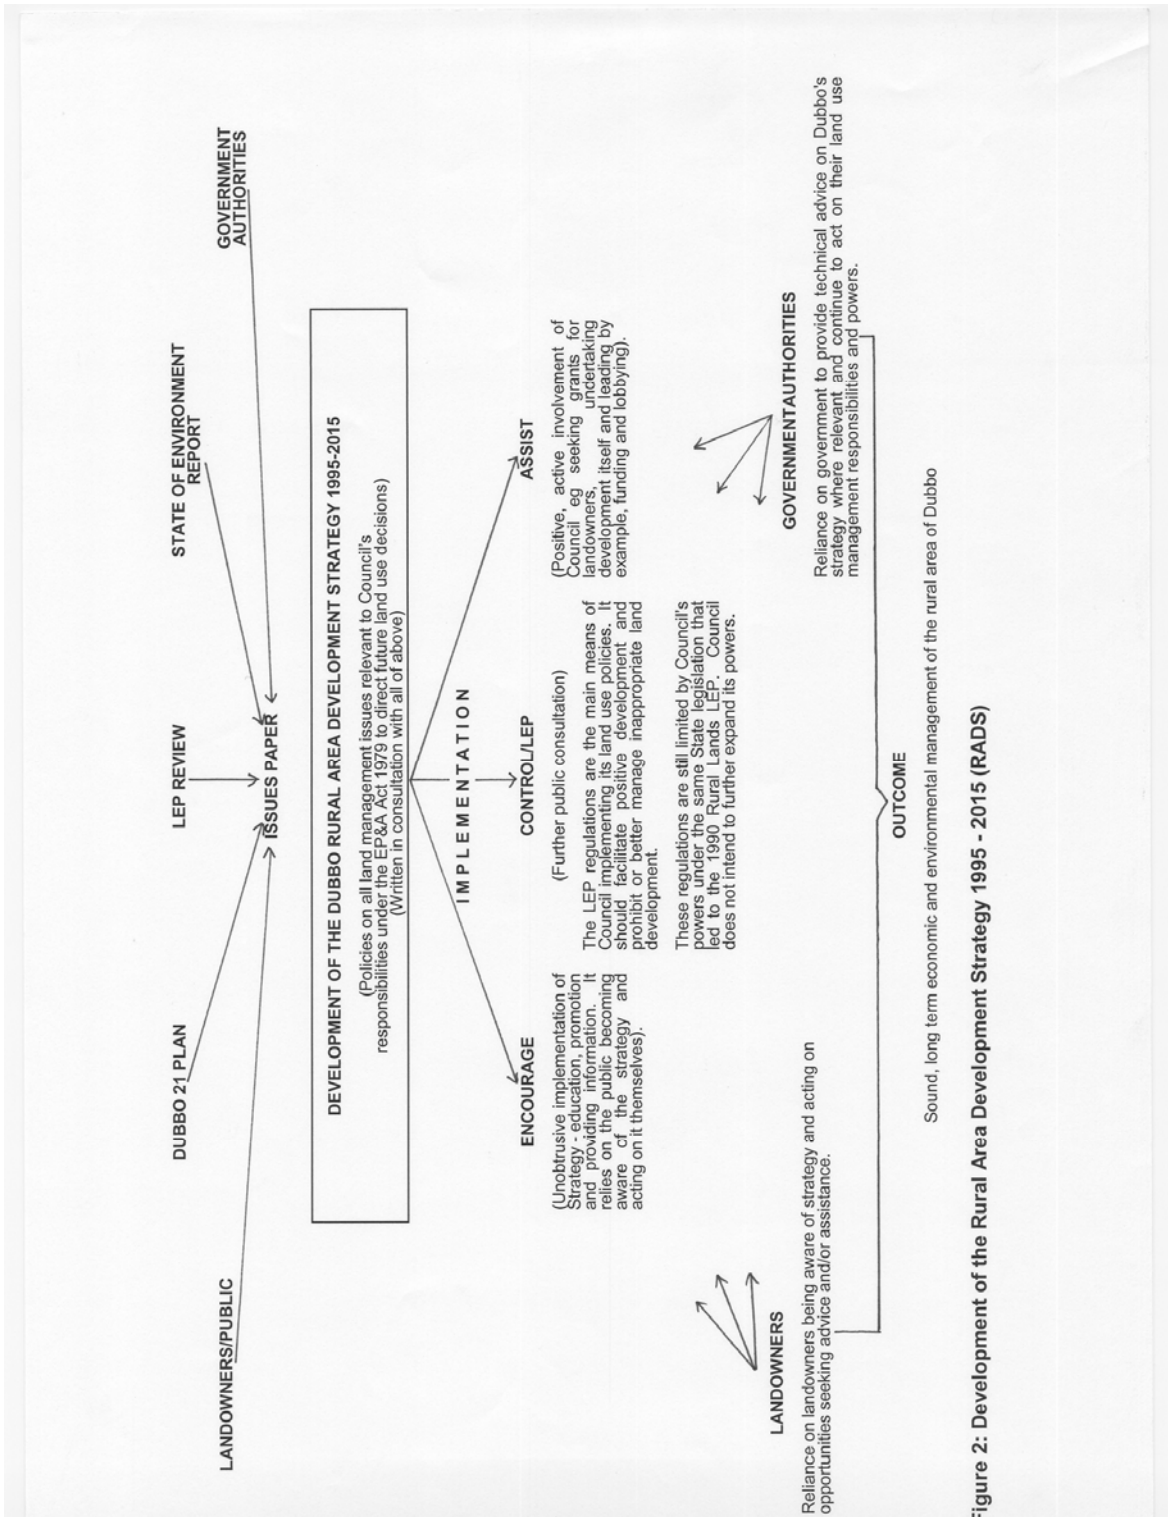 STATE OF ENVIRONMENT
REPORT
LEP REVIEW
DUBBO 21 PLAN
GOVERNMENT
AUTHORITIES
LANDOWNERS/PUBLIC
ISSUES PAPER
DEVELOPMENT OF THE DUBBO RURAL AREA DEVELOPMENT STRATEGY 1995-2015
(Policies on all land management issues relevant to Council's
responsibilities under the EP&A Act 1979 to direct future land use decisions)
(Written in consultation with all of above)
IMPLEMENTATION
ENCOURAGE
(Unobtrusive implementation of
Strategy - education, promotion
and providing information. It
relies on the public becoming
aware of the strategy and
acting on it themselves).
CONTROL/LEP
(Further public consultation)
The LEP regulations are the main means of
Council implementing its land use policies. It
should facilitate positive development and
prohibit or better manage inappropriate land
development.
These regulations are still limited by Council's
powers under the same State legislation that
led to the 1990 Rural Lands LEP. Council
does not intend to further expand its powers.
ASSIST
(Positive, active involvement of
Council eg seeking grants for
landowners, undertaking
development itself and leading by
example, funding and lobbying).
LANDOWNERS
Reliance on landowners being aware of strategy and acting on
opportunities seeking advice and/or assistance.
GOVERNMENT AUTHORITIES
Reliance on government to provide technical advice on Dubbo's
strategy where relevant and continue to act on their land use
management responsibilities and powers.
OUTCOME
Sound, long term economic and environmental management of the rural area of Dubbo
Figure 2: Development of the Rural Area Development Strategy 1995 - 2015 (RADS)